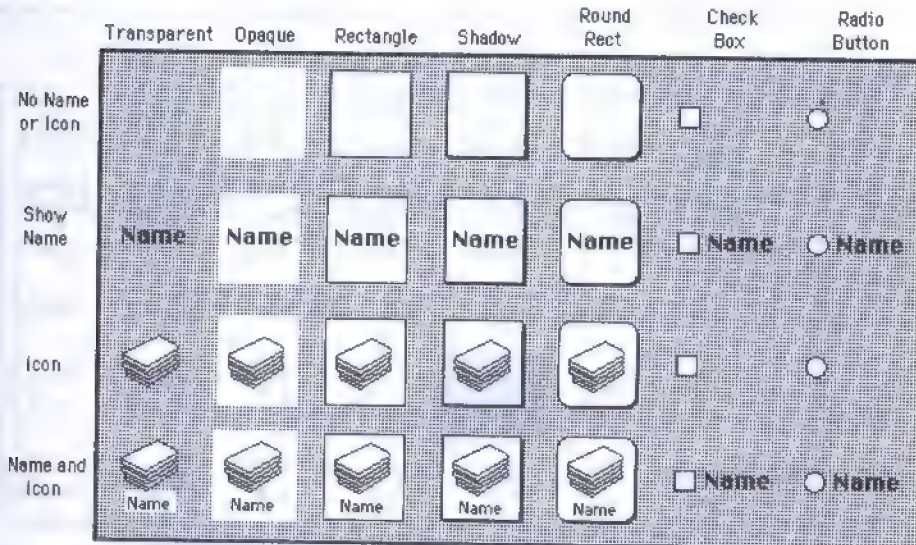 Transparent Opaque Rectangle Shadow Round Rect Check Box Radio Button
No Name or Icon
Show Name
Name Name Name Name Name Name Name
Icon
Name and Icon
Name Name Name Name Name Name Name